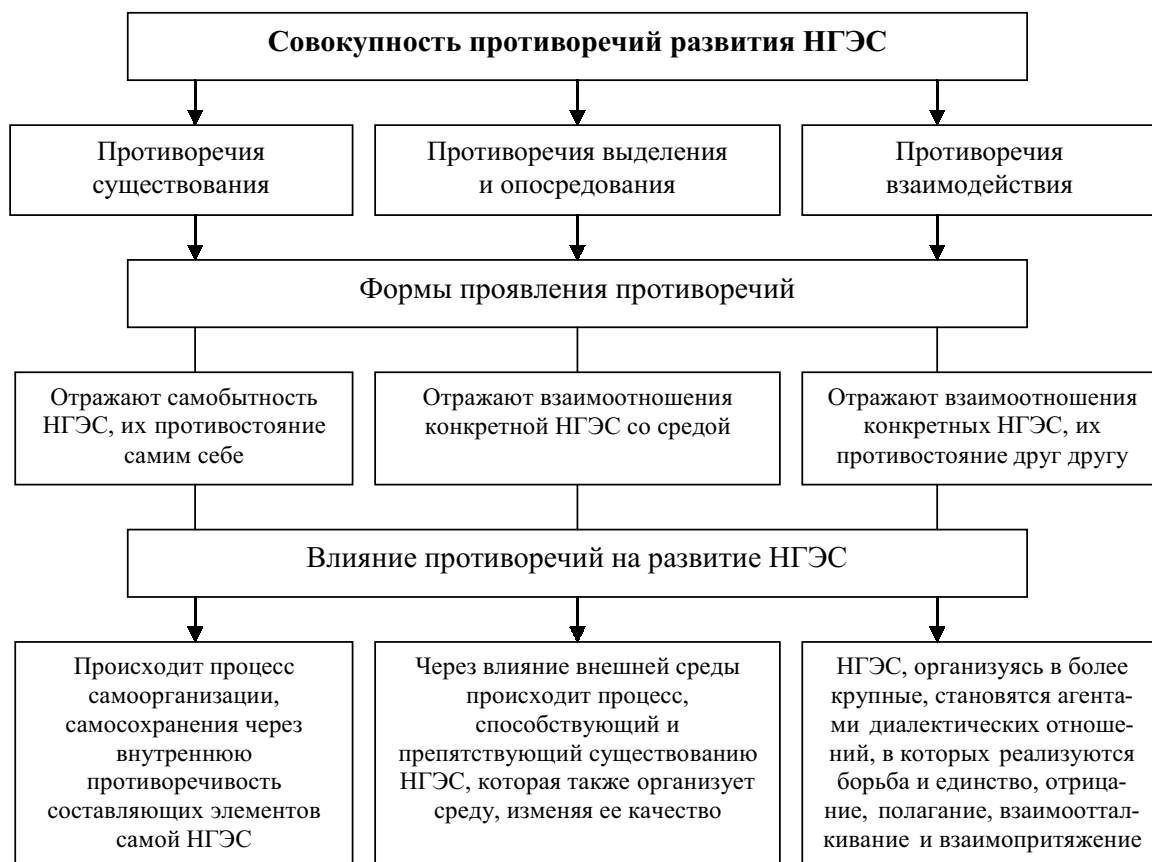 Совокупность противоречий развития НГЭС
Противоречия
существования
Противоречия выделения
и опосредования
Противоречия
взаимодействия
Формы проявления противоречий
Отражают самобытность
НГЭС, их противостояние
самим себе
Отражают взаимоотношения
конкретной НГЭС со средой
Отражают взаимоотношения
конкретных НГЭС, их
противостояние друг другу
Влияние противоречий на развитие НГЭС
Происходит процесс
самоорганизации,
самосохранения через
внутреннюю
противоречивость
составляющих элементов
самой НГЭС
Через влияние внешней среды
происходит процесс,
способствующий и
препятствующий существованию
НГЭС, которая также организует
среду, изменяя ее качество
НГЭС, организуясь в более
крупные, становятся агента-
ми диалектических отноше-
ний, в которых реализуются
борьба и единство, отрица-
ние, полагание, взаимооттал-
кивание и взаимопритяжение